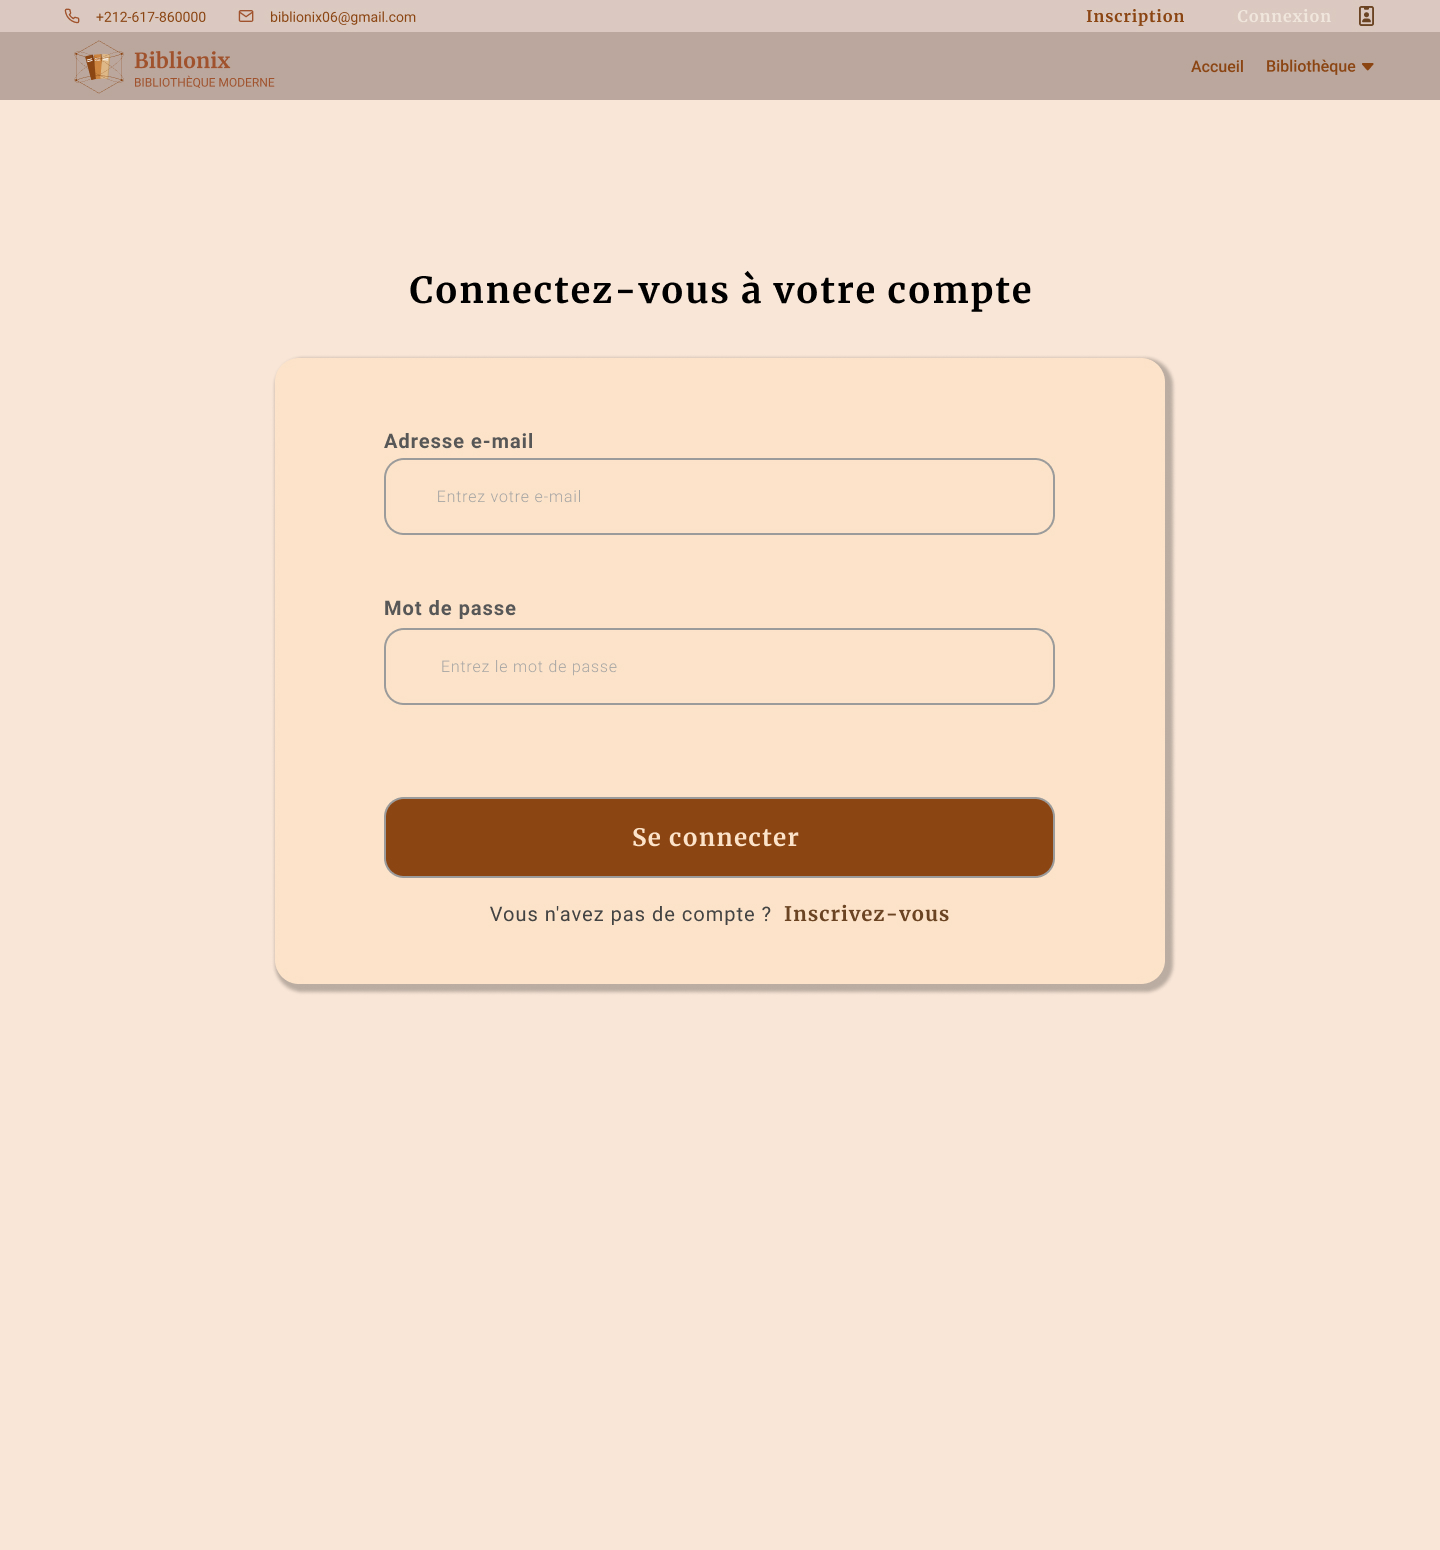 +212-617-860000 biblionix06@gmail.com Inscription Connexion
Biblionix
BIBLIOTHÈQUE MODERNE
Accueil Bibliothèque
Connectez-vous à votre compte
Adresse e-mail
Entrez votre e-mail
Mot de passe
Entrez le mot de passe
Se connecter
Vous n'avez pas de compte ? Inscrivez-vous